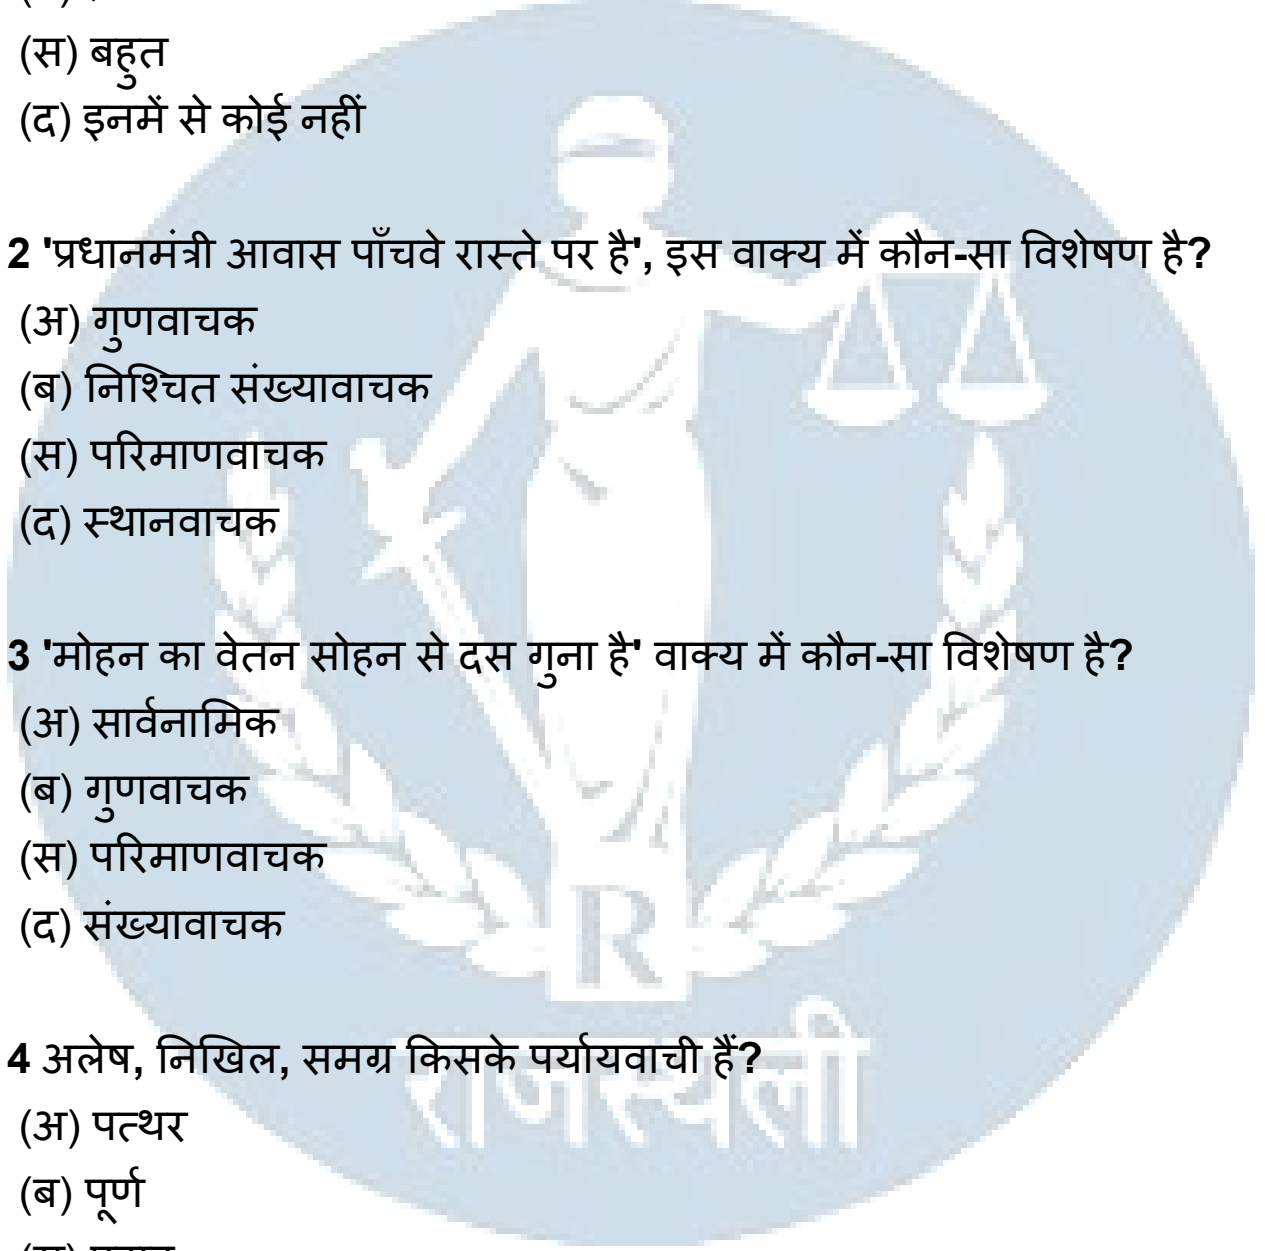 (स) बहुत
(द) इनमें से कोई नहीं
2 'प्रधानमंत्री आवास पाँचवे रास्ते पर है', इस वाक्य में कौन-सा विशेषण है?
(अ) गुणवाचक
(ब) निश्चित संख्यावाचक
(स) परिमाणवाचक
(द) स्थानवाचक
3 'मोहन का वेतन सोहन से दस गुना है' वाक्य में कौन-सा विशेषण है?
(अ) सार्वनामिक
(ब) गुणवाचक
(स) परिमाणवाचक
(द) संख्यावाचक
R
4 अलेष, निखिल, समग्र किसके पर्यायवाची हैं?
राजस्थली
(अ) पत्थर
(ब) पूर्ण